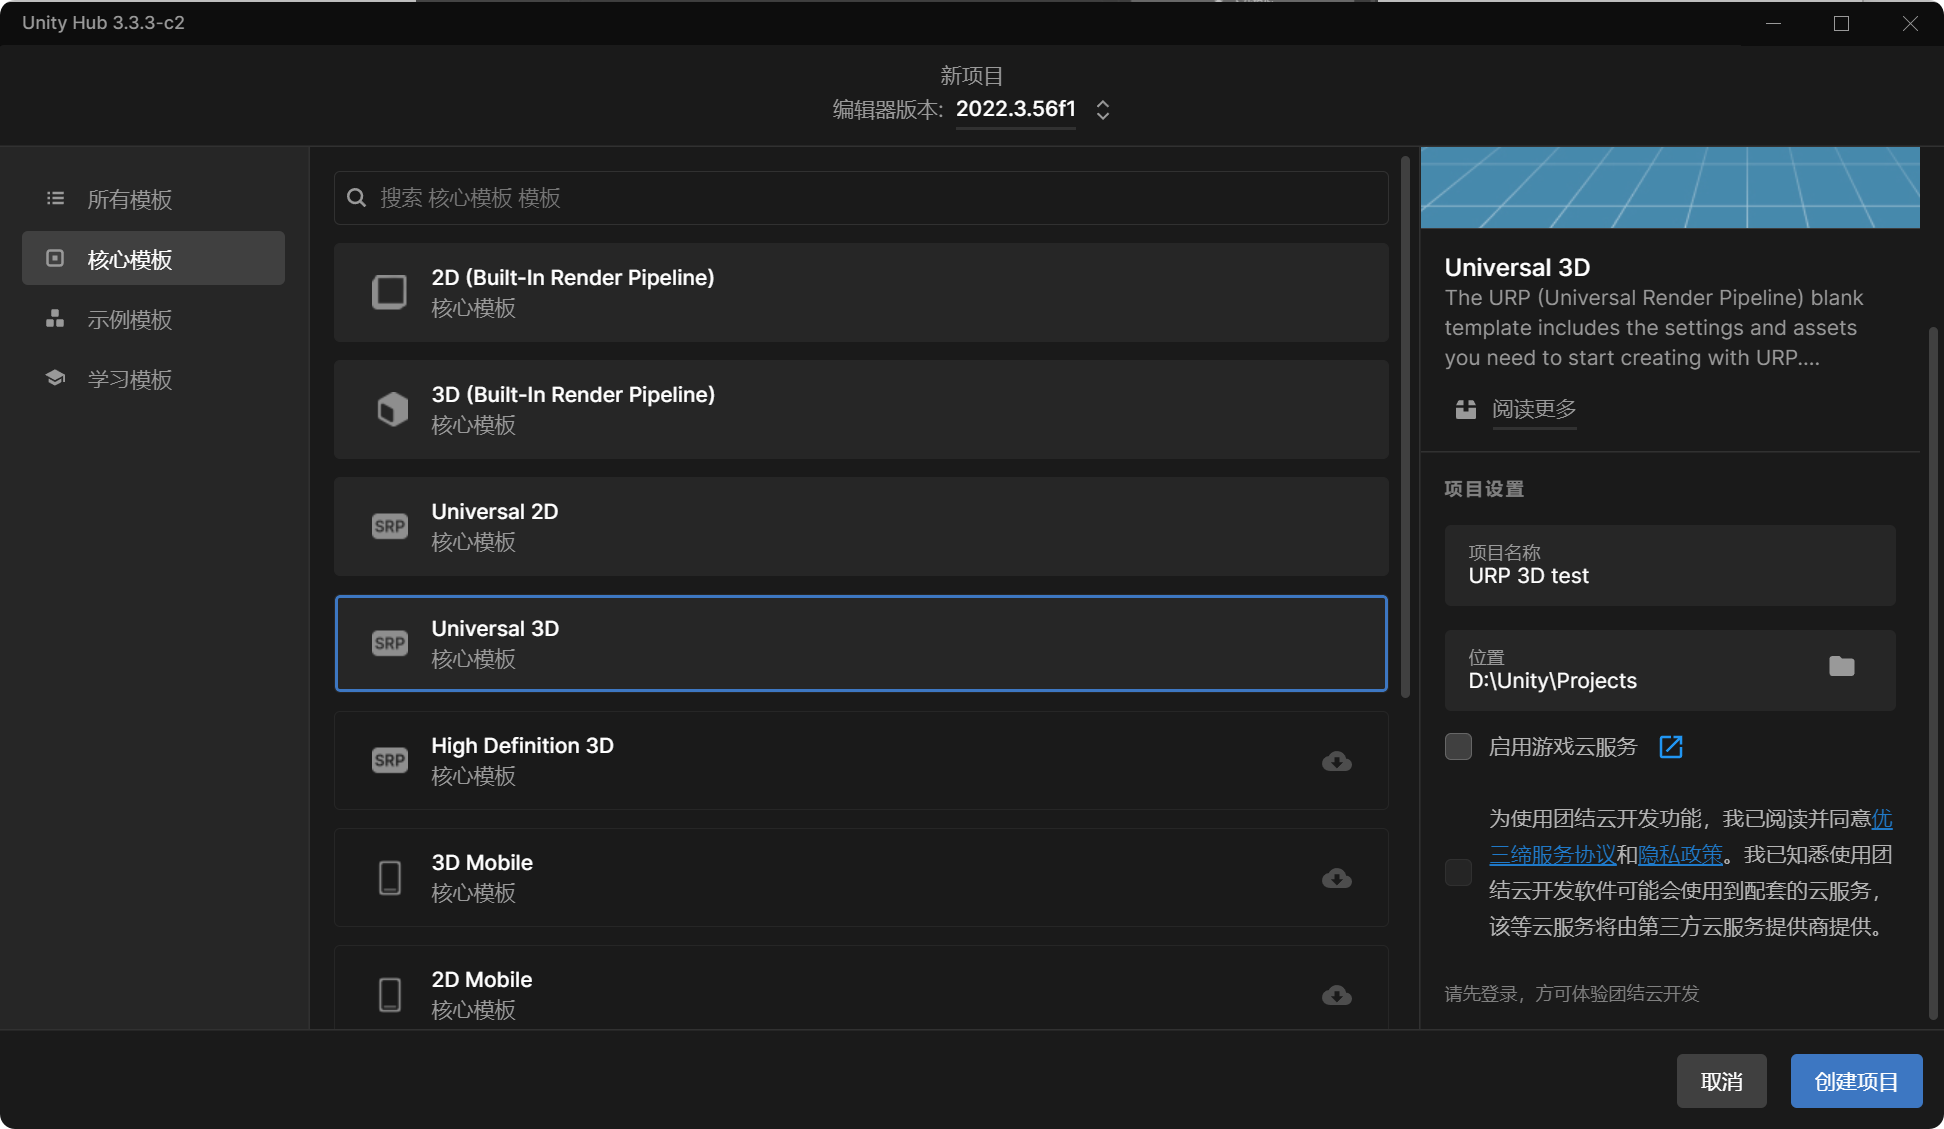 Unity Hub 3.3.3-c2
新项目
编辑器版本: 2022.3.56f1
所有模板
核心模板
示例模板
学习模板
搜索 核心模板 模板
2D (Built-In Render Pipeline)
核心模板
3D (Built-In Render Pipeline)
核心模板
SRP
Universal 2D
核心模板
SRP
Universal 3D
核心模板
SRP
High Definition 3D
核心模板
3D Mobile
核心模板
2D Mobile
核心模板
Universal 3D
The URP (Universal Render Pipeline) blank
template includes the settings and assets
you need to start creating with URP....
阅读更多
项目设置
项目名称
URP 3D test
位置
D:\Unity\Projects
启用游戏云服务
为使用团结云开发功能，我已阅读并同意优
三缔服务协议和隐私政策。我已知悉使用团
结云开发软件可能会使用到配套的云服务，
该等云服务将由第三方云服务提供商提供。
请先登录，方可体验团结云开发
取消
创建项目